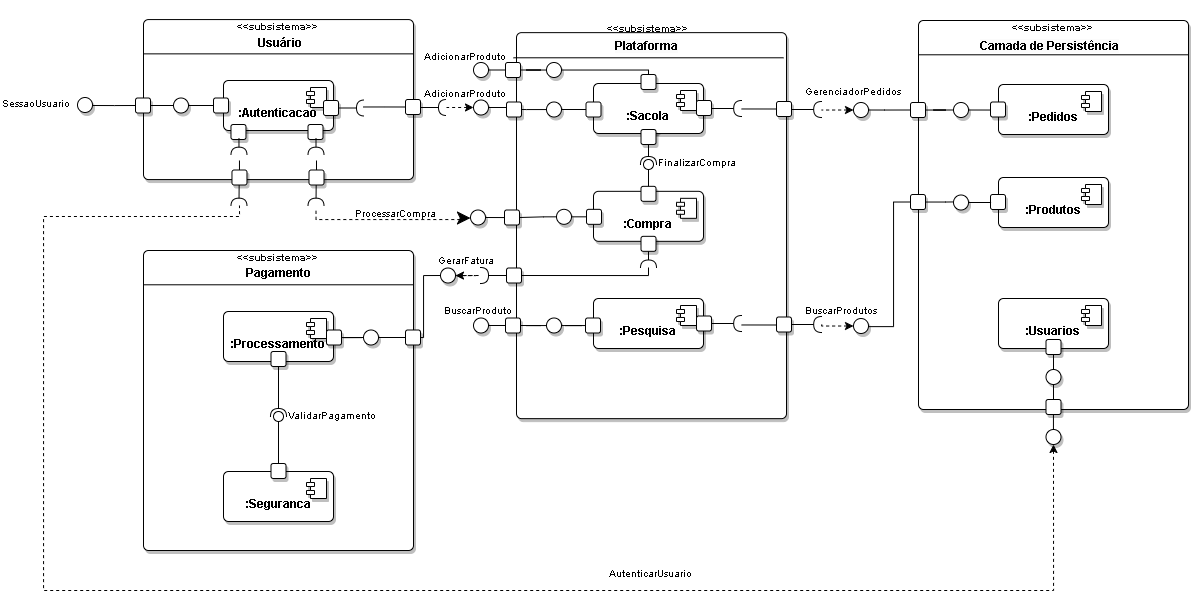 <<subsistema>>
Usuário
SessaoUsuario
:Autenticacao
<<subsistema>>
Plataforma
AdicionarProduto
AdicionarProduto
:Sacola
FinalizarCompra
ProcessarCompra
:Compra
GerarFatura
BuscarProduto
:Pesquisa
GerenciadorPedidos
BuscarProdutos
<<subsistema>>
Camada de Persistência
:Pedidos
:Produtos
:Usuarios
<<subsistema>>
Pagamento
:Processamento
ValidarPagamento
:Seguranca
AutenticarUsuario